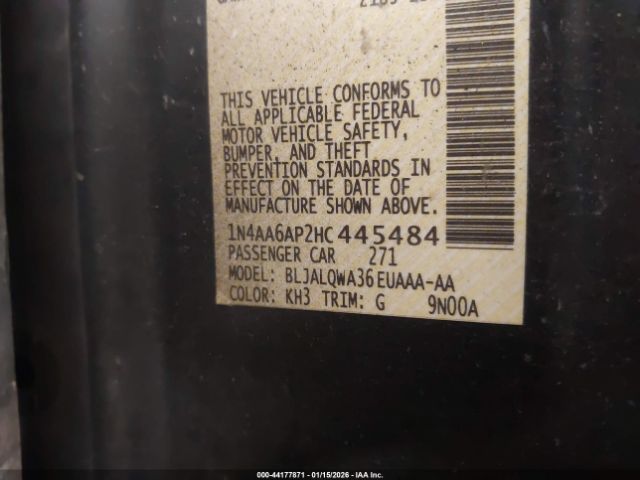 THIS VEHICLE CONFORMS TO
ALL APPLICABLE FEDERAL
MOTOR VEHICLE SAFETY,
BUMPER, AND THEFT
PREVENTION STANDARDS IN
EFFECT ON THE DATE OF
MANUFACTURE SHOWN ABOVE.
1N4AA6AP2HC445484
PASSENGER CAR 271
MODEL: BLJALQWA36EUAAA-AA
COLOR: KH3 TRIM: G 9N00A
000-44177871 - 01/15/2026 - IAA Inc.